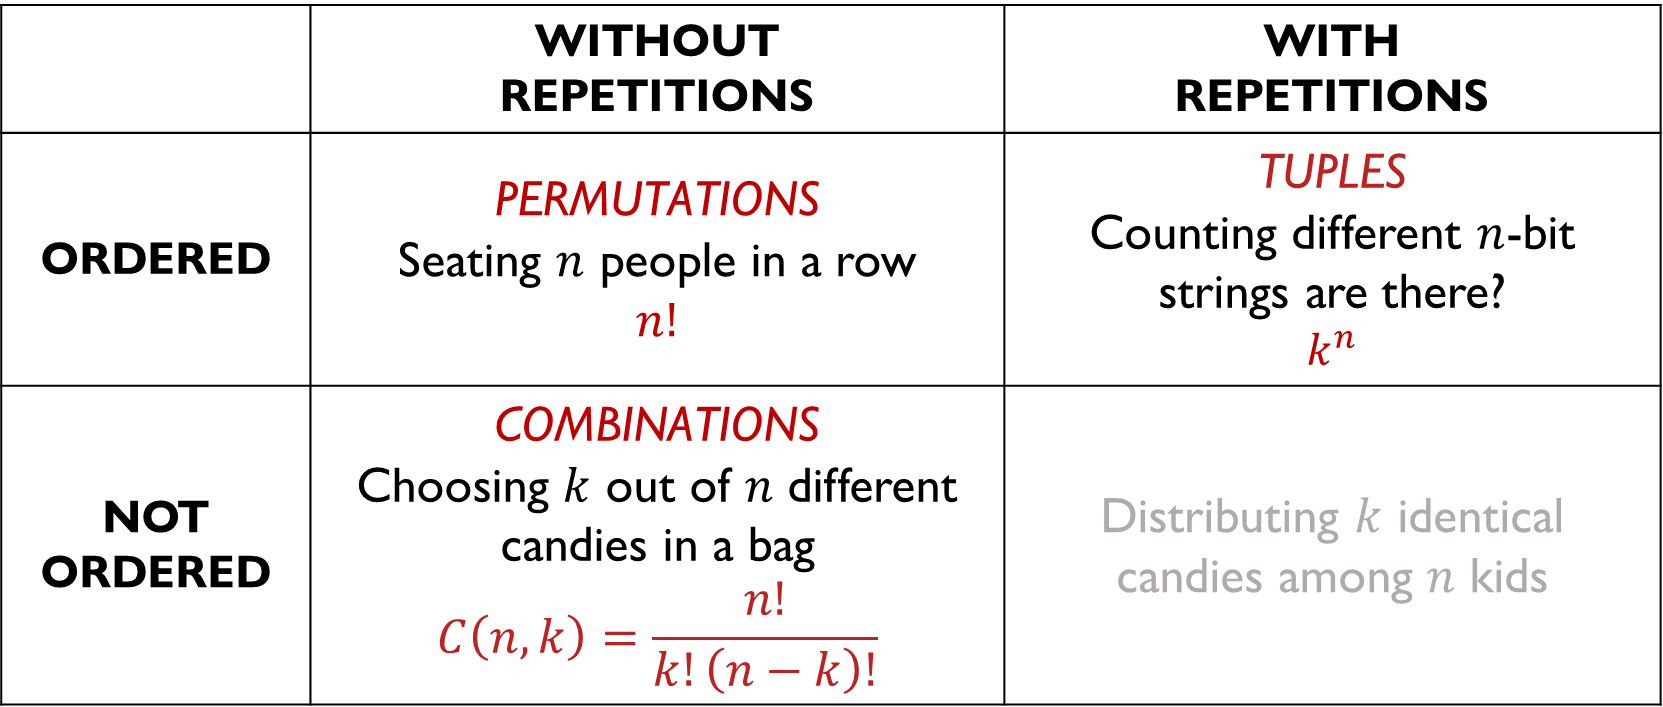 WITHOUT
REPETITIONS
WITH
REPETITIONS
ORDERED
PERMUTATIONS
Seating n people in a row
n!
TUPLES
Counting different n-bit
strings are there?
kⁿ
NOT
ORDERED
COMBINATIONS
Choosing k out of n different
candies in a bag
C(n, k) = n! / k! (n − k)!
Distributing k identical
candies among n kids